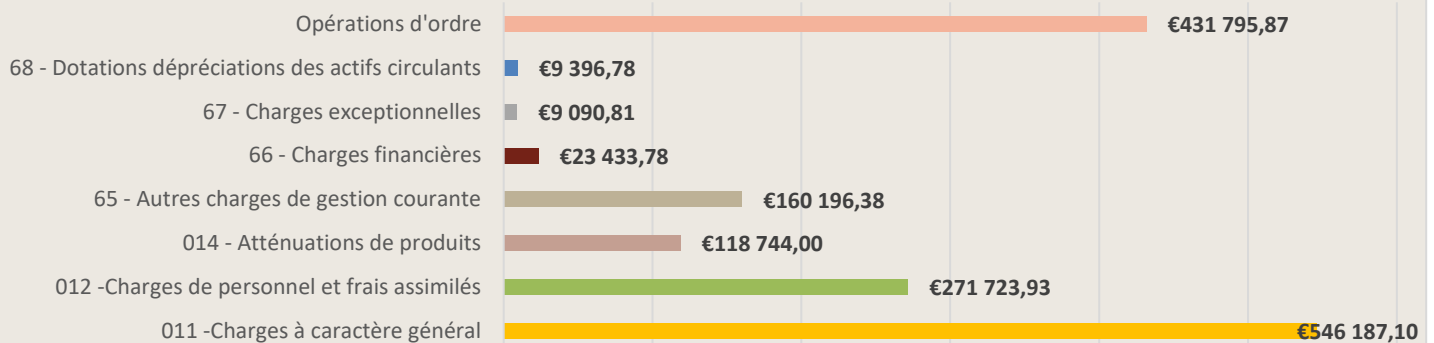 Opérations d'ordre €431 795,87
68 - Dotations dépréciations des actifs circulants €9 396,78
67 - Charges exceptionnelles €9 090,81
66 - Charges financières €23 433,78
65 - Autres charges de gestion courante €160 196,38
014 - Atténuations de produits €118 744,00
012 -Charges de personnel et frais assimilés €271 723,93
011 -Charges à caractère général €546 187,10